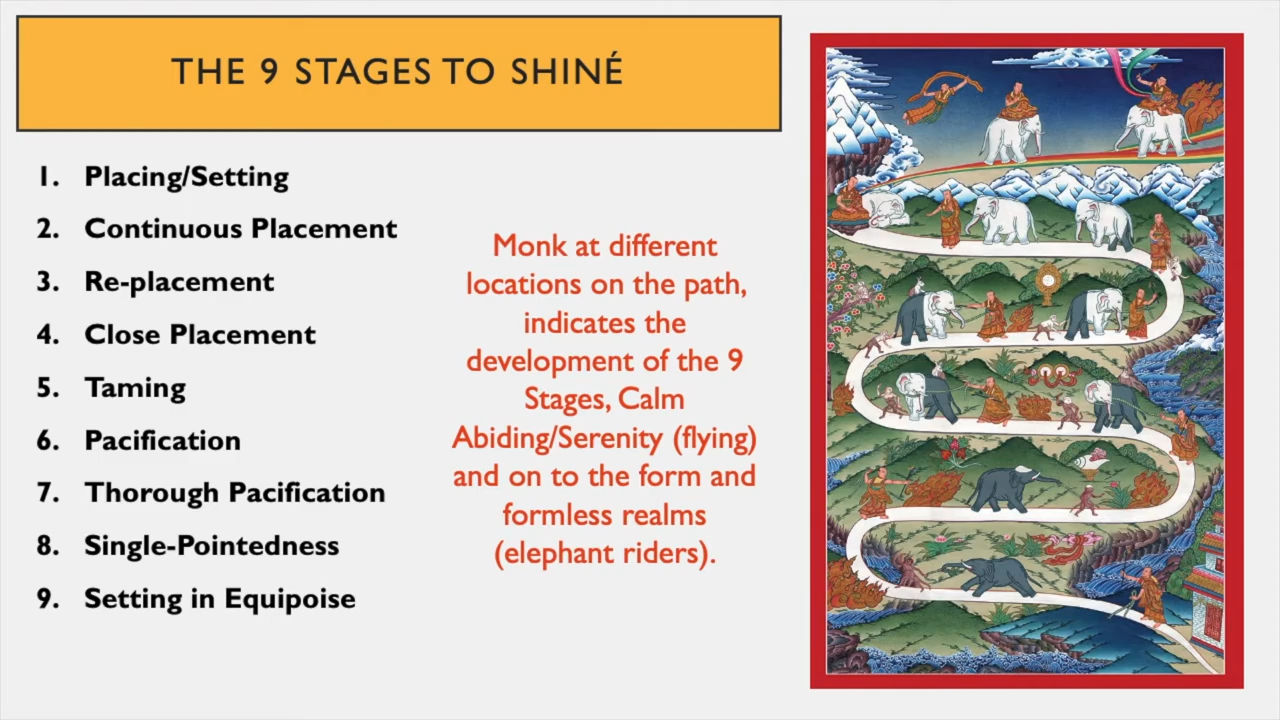 THE 9 STAGES TO SHINÉ
1. Placing/Setting
2. Continuous Placement
3. Re-placement
4. Close Placement
5. Taming
6. Pacification
7. Thorough Pacification
8. Single-Pointedness
9. Setting in Equipoise
Monk at different
locations on the path,
indicates the
development of the 9
Stages, Calm
Abiding/Serenity (flying)
and on to the form and
formless realms
(elephant riders).